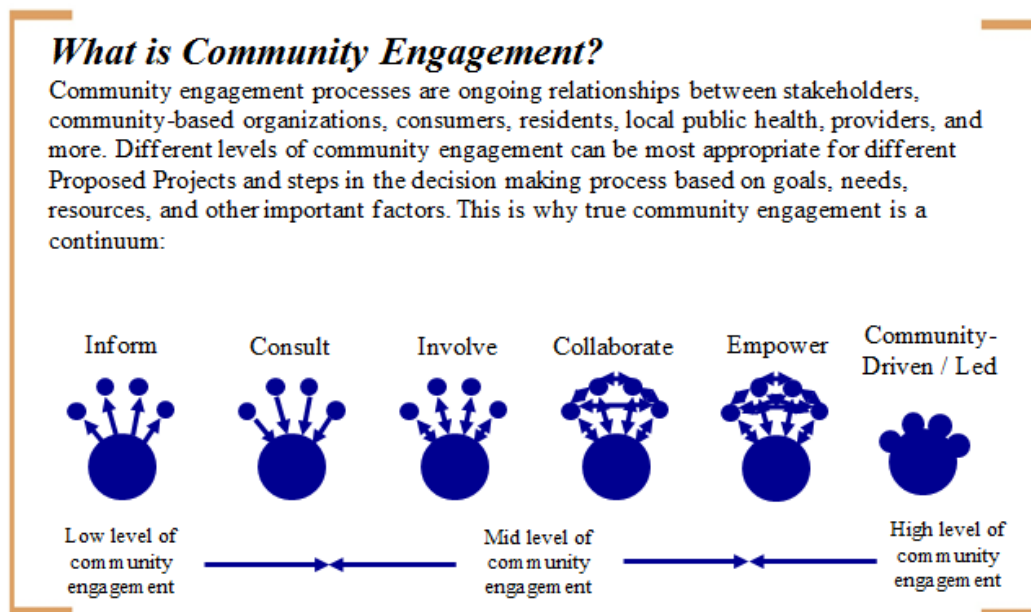 What is Community Engagement?
Community engagement processes are ongoing relationships between stakeholders,
community-based organizations, consumers, residents, local public health, providers, and
more. Different levels of community engagement can be most appropriate for different
Proposed Projects and steps in the decision making process based on goals, needs,
resources, and other important factors. This is why true community engagement is a
continuum:
Inform
Consult
Involve
Collaborate
Empower
Community-
Driven / Led
Low level of
community
engagement
Mid level of
community
engagement
High level of
community
engagement